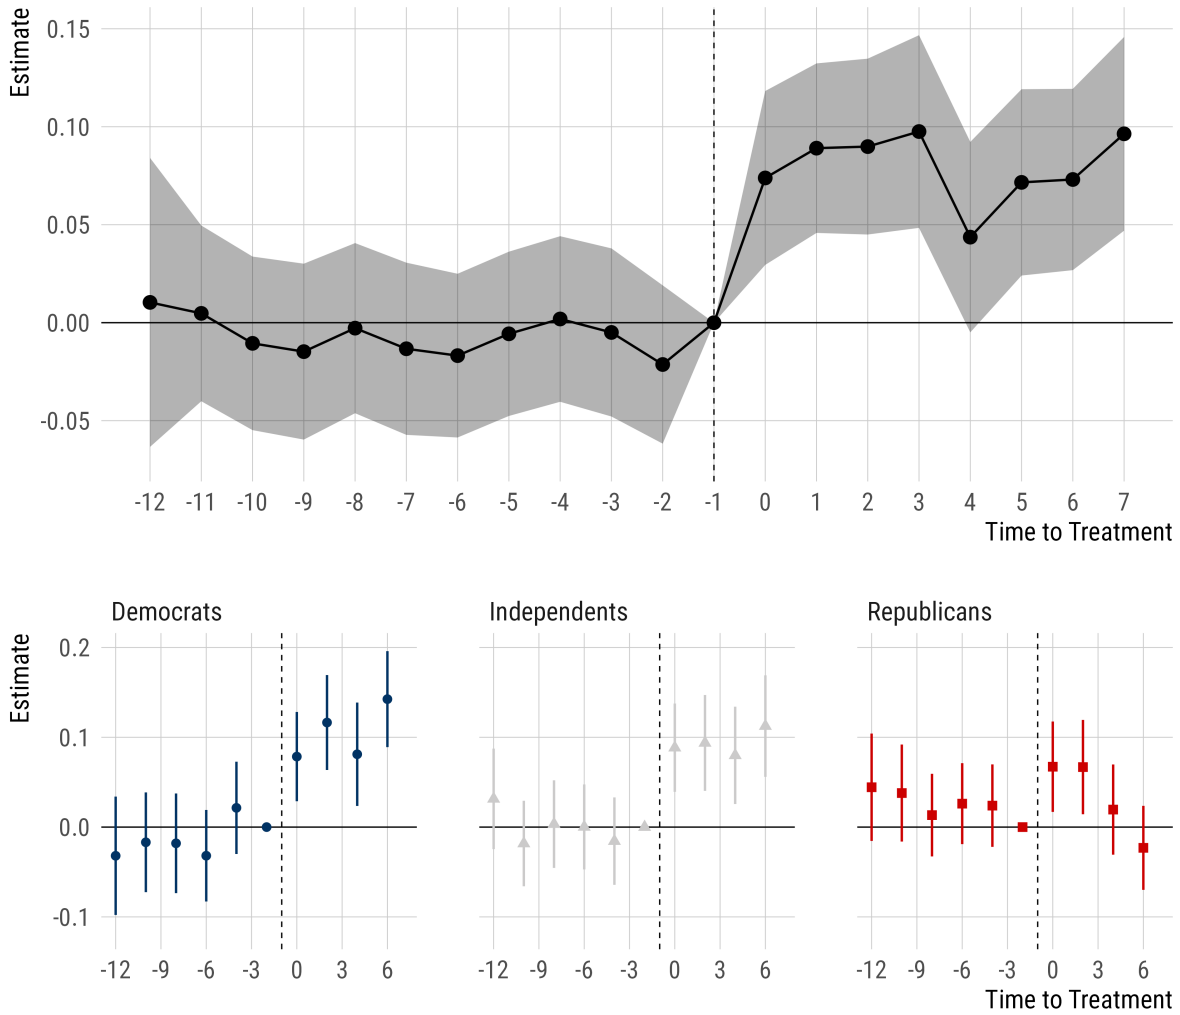 Estimate
0.15
0.10
0.05
0.00
-0.05
-12 -11 -10 -9 -8 -7 -6 -5 -4 -3 -2 -1 0 1 2 3 4 5 6 7
Time to Treatment
Democrats Independents Republicans
Estimate
0.2
0.1
0.0
-0.1
-12 -9 -6 -3 0 3 6 -12 -9 -6 -3 0 3 6 -12 -9 -6 -3 0 3 6
Time to Treatment